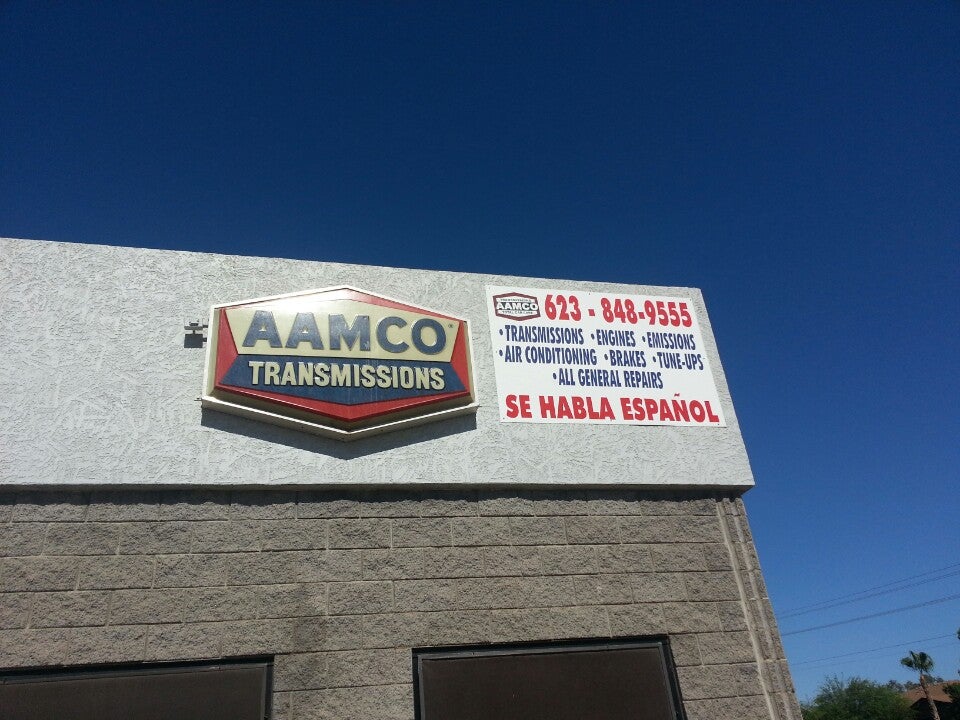 AAMCO
TRANSMISSIONS
AAMCO
623 - 848-9555
•TRANSMISSIONS •ENGINES •EMISSIONS
•AIR CONDITIONING •BRAKES •TUNE-UPS
•ALL GENERAL REPAIRS
SE HABLA ESPAÑOL